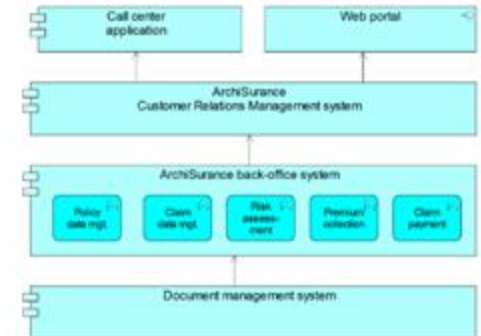 Call center
application
Web portal
ArchiSurance
Customer Relations Management system
ArchiSurance back-office system
Policy
data mgt.
Claim
data mgt.
Risk
assess-
ment
Premium
collection
Claim
payment
Document management system